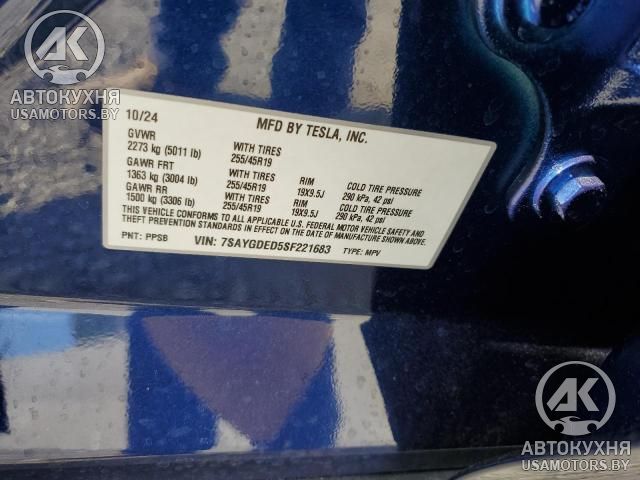 АК
АВТОКУХНЯ
USAMOTORS.BY
10/24
MFD BY TESLA, INC.
GVWR
2273 kg (5011 lb) WITH TIRES 255/45R19
GAWR FRT
1363 kg (3004 lb) WITH TIRES 255/45R19 RIM 19X9.5J COLD TIRE PRESSURE 290 kPa, 42 psi
GAWR RR
1500 kg (3306 lb) WITH TIRES 255/45R19 RIM 19X9.5J COLD TIRE PRESSURE 290 kPa, 42 psi
THIS VEHICLE CONFORMS TO ALL APPLICABLE U.S. FEDERAL MOTOR VEHICLE SAFETY AND
THEFT PREVENTION STANDARDS IN EFFECT ON THE DATE OF MANUFACTURE SHOWN ABOVE.
PNT: PPSB VIN: 7SAYGDED5SF221683 TYPE: MPV
АК
АВТОКУХНЯ
USAMOTORS.BY